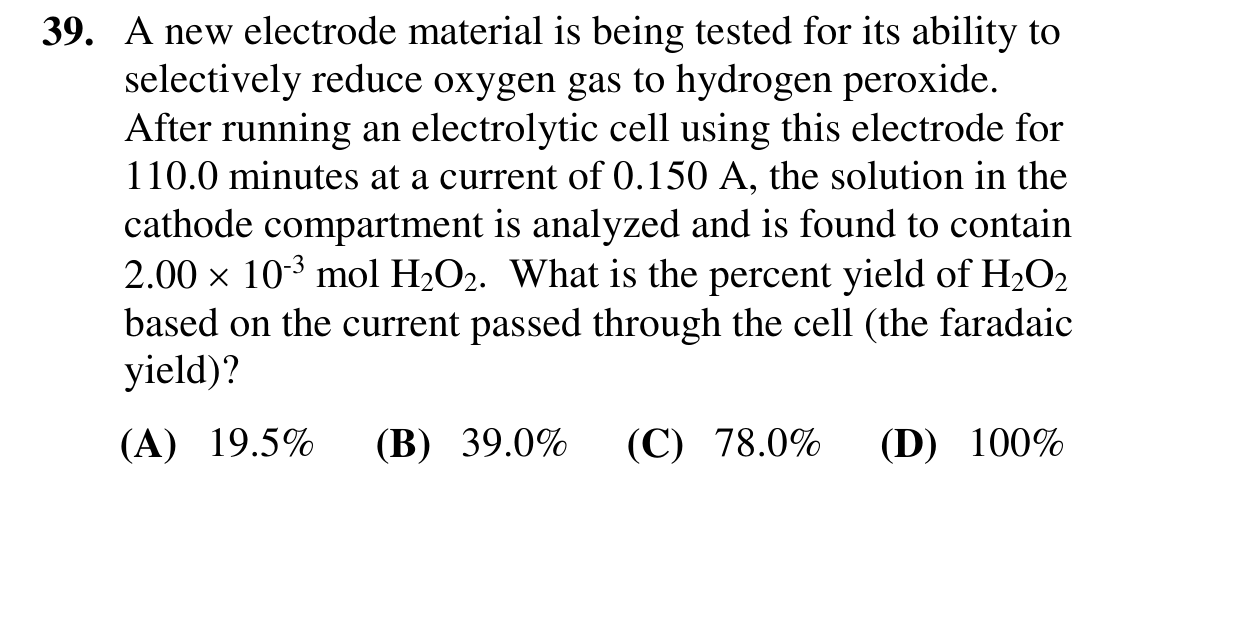 39. A new electrode material is being tested for its ability to
selectively reduce oxygen gas to hydrogen peroxide.
After running an electrolytic cell using this electrode for
110.0 minutes at a current of 0.150 A, the solution in the
cathode compartment is analyzed and is found to contain
2.00 × 10⁻³ mol H₂O₂. What is the percent yield of H₂O₂
based on the current passed through the cell (the faradaic
yield)?
(A) 19.5% (B) 39.0% (C) 78.0% (D) 100%